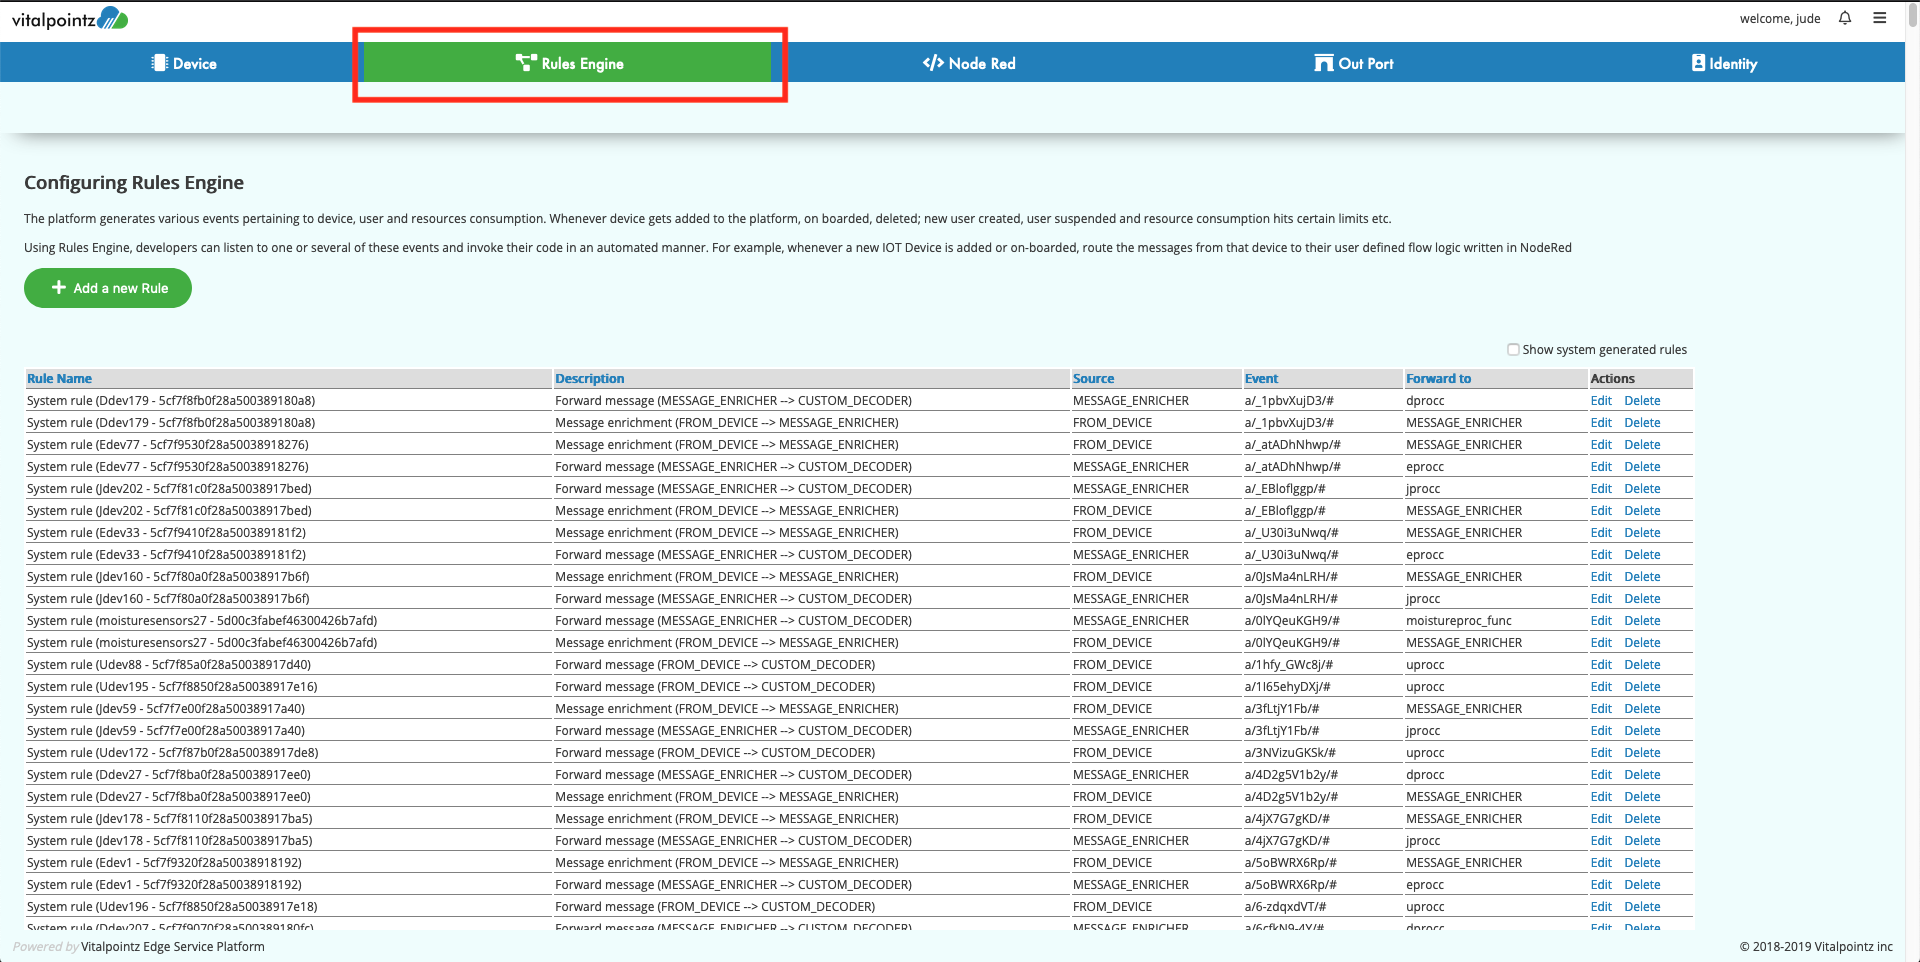 vitalpointz
welcome, jude
Device Rules Engine Node Red Out Port Identity
Configuring Rules Engine
The platform generates various events pertaining to device, user and resources consumption. Whenever device gets added to the platform, on boarded, deleted; new user created, user suspended and resource consumption hits certain limits etc.
Using Rules Engine, developers can listen to one or several of these events and invoke their code in an automated manner. For example, whenever a new IOT Device is added or on-boarded, route the messages from that device to their user defined flow logic written in NodeRed
Add a new Rule
Show system generated rules
Rule Name Description Source Event Forward to Actions
System rule (Ddev179 - 5cf7f8fb0f28a500389180a8) Forward message (MESSAGE_ENRICHER --> CUSTOM_DECODER) MESSAGE_ENRICHER a/_1pbvXujD3/# dprocc Edit Delete
System rule (Ddev179 - 5cf7f8fb0f28a500389180a8) Message enrichment (FROM_DEVICE --> MESSAGE_ENRICHER) FROM_DEVICE a/_1pbvXujD3/# MESSAGE_ENRICHER Edit Delete
System rule (Edev77 - 5cf7f9530f28a50038918276) Message enrichment (FROM_DEVICE --> MESSAGE_ENRICHER) FROM_DEVICE a/_atADhNhwp/# MESSAGE_ENRICHER Edit Delete
System rule (Edev77 - 5cf7f9530f28a50038918276) Forward message (MESSAGE_ENRICHER --> CUSTOM_DECODER) MESSAGE_ENRICHER a/_atADhNhwp/# eprocc Edit Delete
System rule (Jdev202 - 5cf7f81c0f28a50038917bed) Forward message (MESSAGE_ENRICHER --> CUSTOM_DECODER) MESSAGE_ENRICHER a/_EBloflggp/# jprocc Edit Delete
System rule (Jdev202 - 5cf7f81c0f28a50038917bed) Message enrichment (FROM_DEVICE --> MESSAGE_ENRICHER) FROM_DEVICE a/_EBloflggp/# MESSAGE_ENRICHER Edit Delete
System rule (Edev33 - 5cf7f9410f28a500389181f2) Message enrichment (FROM_DEVICE --> MESSAGE_ENRICHER) FROM_DEVICE a/_U30i3uNwq/# MESSAGE_ENRICHER Edit Delete
System rule (Edev33 - 5cf7f9410f28a500389181f2) Forward message (MESSAGE_ENRICHER --> CUSTOM_DECODER) MESSAGE_ENRICHER a/_U30i3uNwq/# eprocc Edit Delete
System rule (Jdev160 - 5cf7f80a0f28a50038917b6f) Message enrichment (FROM_DEVICE --> MESSAGE_ENRICHER) FROM_DEVICE a/0JsMa4nLRH/# MESSAGE_ENRICHER Edit Delete
System rule (Jdev160 - 5cf7f80a0f28a50038917b6f) Forward message (MESSAGE_ENRICHER --> CUSTOM_DECODER) MESSAGE_ENRICHER a/0JsMa4nLRH/# jprocc Edit Delete
System rule (moisturesensors27 - 5d00c3fabef46300426b7afd) Forward message (MESSAGE_ENRICHER --> CUSTOM_DECODER) MESSAGE_ENRICHER a/0lYQeuKGH9/# moistureproc_func Edit Delete
System rule (moisturesensors27 - 5d00c3fabef46300426b7afd) Message enrichment (FROM_DEVICE --> MESSAGE_ENRICHER) FROM_DEVICE a/0lYQeuKGH9/# MESSAGE_ENRICHER Edit Delete
System rule (Udev88 - 5cf7f85a0f28a50038917d40) Forward message (FROM_DEVICE --> CUSTOM_DECODER) FROM_DEVICE a/1hfy_GWc8j/# uprocc Edit Delete
System rule (Udev195 - 5cf7f8850f28a50038917e16) Forward message (FROM_DEVICE --> CUSTOM_DECODER) FROM_DEVICE a/1l65ehyDXj/# uprocc Edit Delete
System rule (Jdev59 - 5cf7f7e00f28a50038917a40) Message enrichment (FROM_DEVICE --> MESSAGE_ENRICHER) FROM_DEVICE a/3fLtjY1Fb/# MESSAGE_ENRICHER Edit Delete
System rule (Jdev59 - 5cf7f7e00f28a50038917a40) Forward message (MESSAGE_ENRICHER --> CUSTOM_DECODER) MESSAGE_ENRICHER a/3fLtjY1Fb/# jprocc Edit Delete
System rule (Udev172 - 5cf7f87b0f28a50038917de8) Forward message (FROM_DEVICE --> CUSTOM_DECODER) FROM_DEVICE a/3NVizuGKSk/# uprocc Edit Delete
System rule (Ddev27 - 5cf7f8ba0f28a50038917ee0) Forward message (MESSAGE_ENRICHER --> CUSTOM_DECODER) MESSAGE_ENRICHER a/4D2g5V1b2y/# dprocc Edit Delete
System rule (Ddev27 - 5cf7f8ba0f28a50038917ee0) Message enrichment (FROM_DEVICE --> MESSAGE_ENRICHER) FROM_DEVICE a/4D2g5V1b2y/# MESSAGE_ENRICHER Edit Delete
System rule (Jdev178 - 5cf7f8110f28a50038917ba5) Message enrichment (FROM_DEVICE --> MESSAGE_ENRICHER) FROM_DEVICE a/4jX7G7gKD/# MESSAGE_ENRICHER Edit Delete
System rule (Jdev178 - 5cf7f8110f28a50038917ba5) Forward message (MESSAGE_ENRICHER --> CUSTOM_DECODER) MESSAGE_ENRICHER a/4jX7G7gKD/# jprocc Edit Delete
System rule (Edev1 - 5cf7f9320f28a50038918192) Message enrichment (FROM_DEVICE --> MESSAGE_ENRICHER) FROM_DEVICE a/5oBWRX6Rp/# MESSAGE_ENRICHER Edit Delete
System rule (Edev1 - 5cf7f9320f28a50038918192) Forward message (MESSAGE_ENRICHER --> CUSTOM_DECODER) MESSAGE_ENRICHER a/5oBWRX6Rp/# eprocc Edit Delete
System rule (Udev196 - 5cf7f8850f28a50038917e18) Forward message (FROM_DEVICE --> CUSTOM_DECODER) FROM_DEVICE a/6-zdqxdVT/# uprocc Edit Delete
System rule (Ddev207 - 5cf7f9070f28a500389180fc) Forward message (MESSAGE_ENRICHER --> CUSTOM_DECODER) MESSAGE_ENRICHER a/6cfkN9-4Y/# dprocc Edit Delete
Powered by Vitalpointz Edge Service Platform
© 2018-2019 Vitalpointz inc